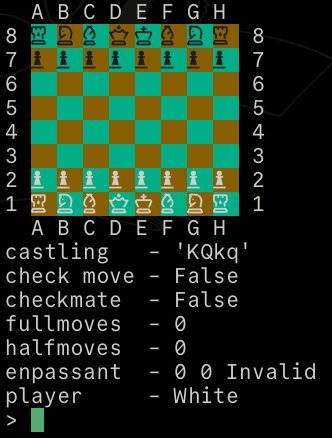 A B C D E F G H
8 8
7 7
6 6
5 5
4 4
3 3
2 2
1 1
A B C D E F G H
castling - 'KQkq'
check move - False
checkmate - False
fullmoves - 0
halfmoves - 0
enpassant - 0 0 Invalid
player - White
>